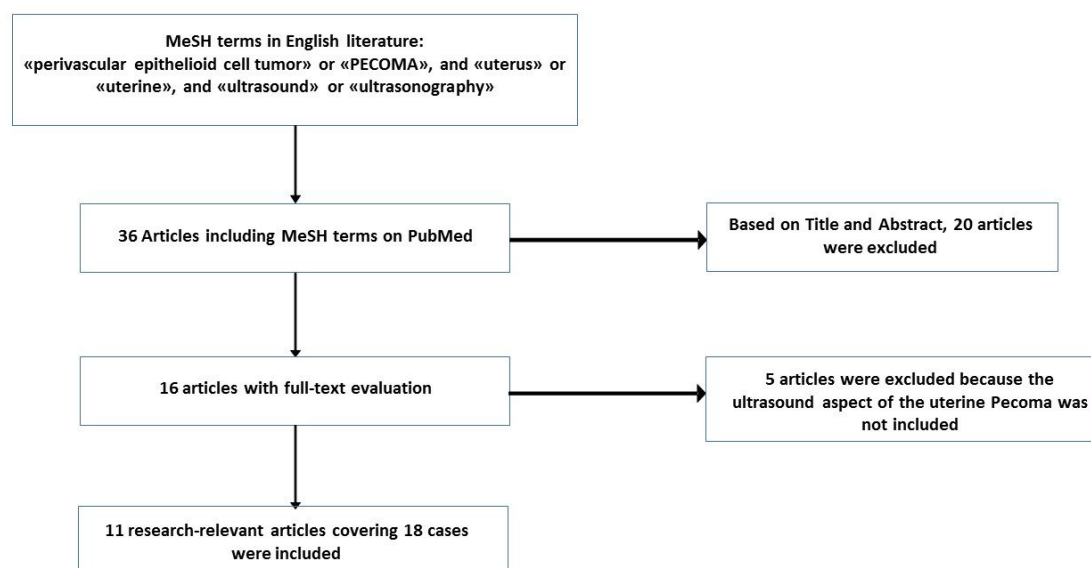 MeSH terms in English literature:
«perivascular epithelioid cell tumor» or «PECOMA», and «uterus» or
«uterine», and «ultrasound» or «ultrasonography»
36 Articles including MeSH terms on PubMed
Based on Title and Abstract, 20 articles
were excluded
16 articles with full-text evaluation
5 articles were excluded because the
ultrasound aspect of the uterine Pecoma was
not included
11 research-relevant articles covering 18 cases
were included